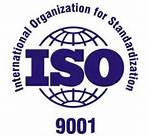 International Organization for Standardization
ISO
9001